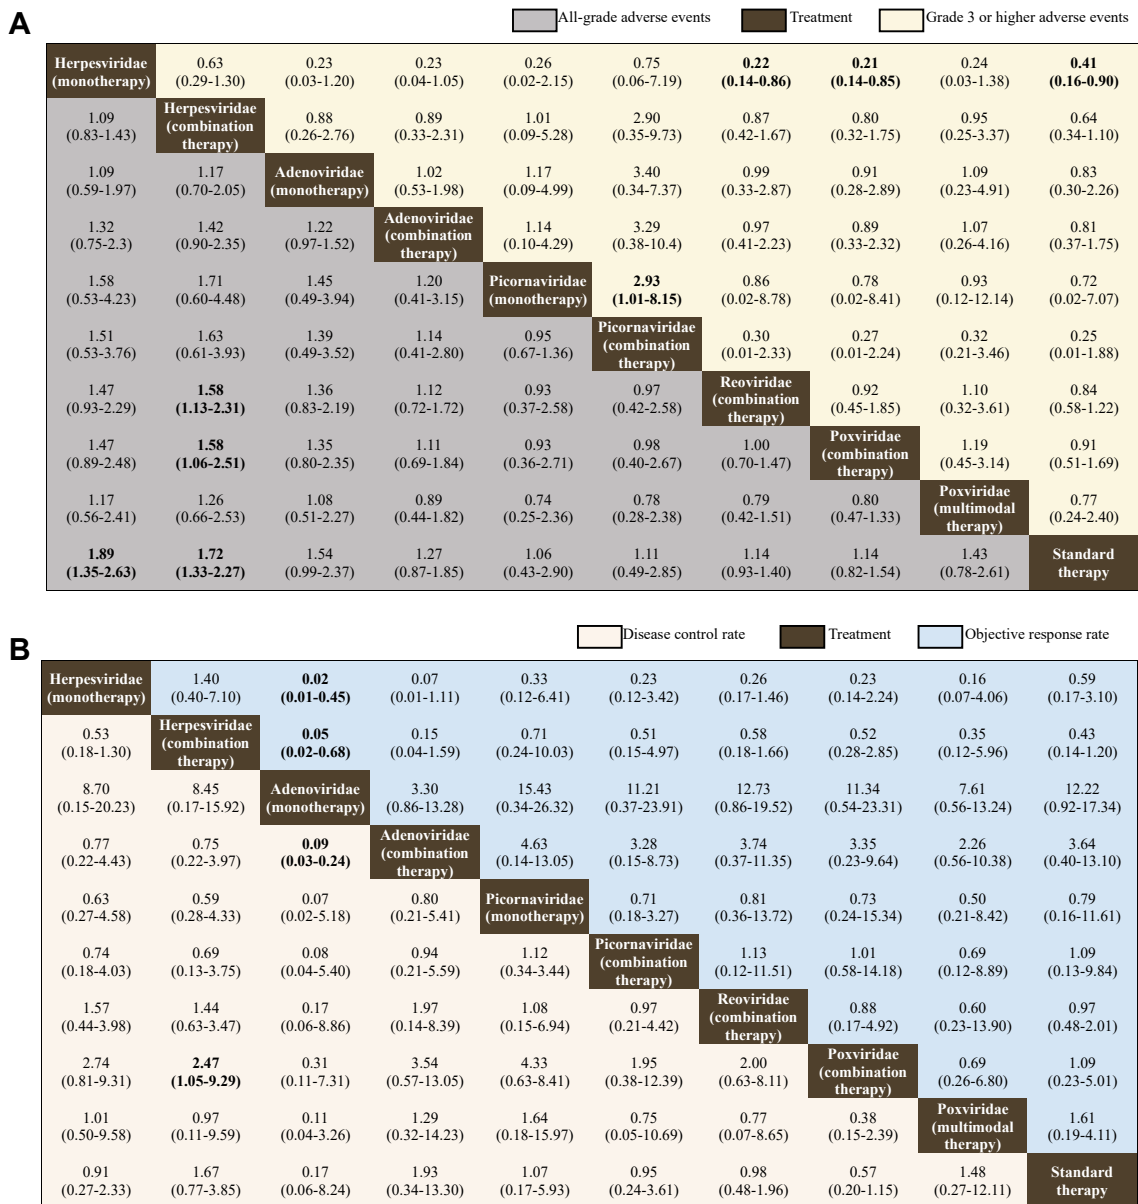 A
All-grade adverse events Treatment Grade 3 or higher adverse events
Herpesviridae 0.63 0.23 0.23 0.26 0.75 0.22 0.21 0.24 0.41
(monotherapy) (0.29-1.30) (0.03-1.20) (0.04-1.05) (0.02-2.15) (0.06-7.19) (0.14-0.86) (0.14-0.85) (0.03-1.38) (0.16-0.90)
Herpesviridae
1.09 (combination 0.88 0.89 1.01 2.90 0.87 0.80 0.95 0.64
(0.83-1.43) therapy) (0.26-2.76) (0.33-2.31) (0.09-5.28) (0.35-9.73) (0.42-1.67) (0.32-1.75) (0.25-3.37) (0.34-1.10)
1.09 1.17 Adenoviridae 1.02 1.17 3.40 0.99 0.91 1.09 0.83
(0.59-1.97) (0.70-2.05) (monotherapy) (0.53-1.98) (0.09-4.99) (0.34-7.37) (0.33-2.87) (0.28-2.89) (0.23-4.91) (0.30-2.26)
Adenoviridae
1.32 1.42 1.22 (combination 1.14 3.29 0.97 0.89 1.07 0.81
(0.75-2.3) (0.90-2.35) (0.97-1.52) therapy) (0.10-4.29) (0.38-10.4) (0.41-2.23) (0.33-2.32) (0.26-4.16) (0.37-1.75)
1.58 1.71 1.45 1.20 Picornaviridae 2.93 0.86 0.78 0.93 0.72
(0.53-4.23) (0.60-4.48) (0.49-3.94) (0.41-3.15) (monotherapy) (1.01-8.15) (0.02-8.78) (0.02-8.41) (0.12-12.14) (0.02-7.07)
Picornaviridae
1.51 1.63 1.39 1.14 0.95 (combination 0.30 0.27 0.32 0.25
(0.53-3.76) (0.61-3.93) (0.49-3.52) (0.41-2.80) (0.67-1.36) therapy) (0.01-2.33) (0.01-2.24) (0.21-3.46) (0.01-1.88)
Reoviridae
1.47 1.58 1.36 1.12 0.93 0.97 (combination 0.92 1.10 0.84
(0.93-2.29) (1.13-2.31) (0.83-2.19) (0.72-1.72) (0.37-2.58) (0.42-2.58) therapy) (0.45-1.85) (0.32-3.61) (0.58-1.22)
Poxviridae
1.47 1.58 1.35 1.11 0.93 0.98 1.00 (combination 1.19 0.91
(0.89-2.48) (1.06-2.51) (0.80-2.35) (0.69-1.84) (0.36-2.71) (0.40-2.67) (0.70-1.47) therapy) (0.45-3.14) (0.51-1.69)
Poxviridae
1.17 1.26 1.08 0.89 0.74 0.78 0.79 0.80 (multimodal 0.77
(0.56-2.41) (0.66-2.53) (0.51-2.27) (0.44-1.82) (0.25-2.36) (0.28-2.38) (0.42-1.51) (0.47-1.33) therapy) (0.24-2.40)
1.89 1.72 1.54 1.27 1.06 1.11 1.14 1.14 1.43 Standard
(1.35-2.63) (1.33-2.27) (0.99-2.37) (0.87-1.85) (0.43-2.90) (0.49-2.85) (0.93-1.40) (0.82-1.54) (0.78-2.61) therapy
B
Disease control rate Treatment Objective response rate
Herpesviridae 1.40 0.02 0.07 0.33 0.23 0.26 0.23 0.16 0.59
(monotherapy) (0.40-7.10) (0.01-0.45) (0.01-1.11) (0.12-6.41) (0.12-3.42) (0.17-1.46) (0.14-2.24) (0.07-4.06) (0.17-3.10)
Herpesviridae
0.53 (combination 0.05 0.15 0.71 0.51 0.58 0.52 0.35 0.43
(0.18-1.30) therapy) (0.02-0.68) (0.04-1.59) (0.24-10.03) (0.15-4.97) (0.18-1.66) (0.28-2.85) (0.12-5.96) (0.14-1.20)
8.70 8.45 Adenoviridae 3.30 15.43 11.21 12.73 11.34 7.61 12.22
(0.15-20.23) (0.17-15.92) (monotherapy) (0.86-13.28) (0.34-26.32) (0.37-23.91) (0.86-19.52) (0.54-23.31) (0.56-13.24) (0.92-17.34)
Adenoviridae
0.77 0.75 0.09 (combination 4.63 3.28 3.74 3.35 2.26 3.64
(0.22-4.43) (0.22-3.97) (0.03-0.24) therapy) (0.14-13.05) (0.15-8.73) (0.37-11.35) (0.23-9.64) (0.56-10.38) (0.40-13.10)
0.63 0.59 0.07 0.80 Picornaviridae 0.71 0.81 0.73 0.50 0.79
(0.27-4.58) (0.28-4.33) (0.02-5.18) (0.21-5.41) (monotherapy) (0.18-3.27) (0.36-13.72) (0.24-15.34) (0.21-8.42) (0.16-11.61)
Picornaviridae
0.74 0.69 0.08 0.94 1.12 (combination 1.13 1.01 0.69 1.09
(0.18-4.03) (0.13-3.75) (0.04-5.40) (0.21-5.59) (0.34-3.44) therapy) (0.12-11.51) (0.58-14.18) (0.12-8.89) (0.13-9.84)
Reoviridae
1.57 1.44 0.17 1.97 1.08 0.97 (combination 0.88 0.60 0.97
(0.44-3.98) (0.63-3.47) (0.06-8.86) (0.14-8.39) (0.15-6.94) (0.21-4.42) therapy) (0.17-4.92) (0.23-13.90) (0.48-2.01)
Poxviridae
2.74 2.47 0.31 3.54 4.33 1.95 2.00 (combination 0.69 1.09
(0.81-9.31) (1.05-9.29) (0.11-7.31) (0.57-13.05) (0.63-8.41) (0.38-12.39) (0.63-8.11) therapy) (0.26-6.80) (0.23-5.01)
Poxviridae
1.01 0.97 0.11 1.29 1.64 0.75 0.77 0.38 (multimodal 1.61
(0.50-9.58) (0.11-9.59) (0.04-3.26) (0.32-14.23) (0.18-15.97) (0.05-10.69) (0.07-8.65) (0.15-2.39) therapy) (0.19-4.11)
0.91 1.67 0.17 1.93 1.07 0.95 0.98 0.57 1.48 Standard
(0.27-2.33) (0.77-3.85) (0.06-8.24) (0.34-13.30) (0.17-5.93) (0.24-3.61) (0.48-1.96) (0.20-1.15) (0.27-12.11) therapy